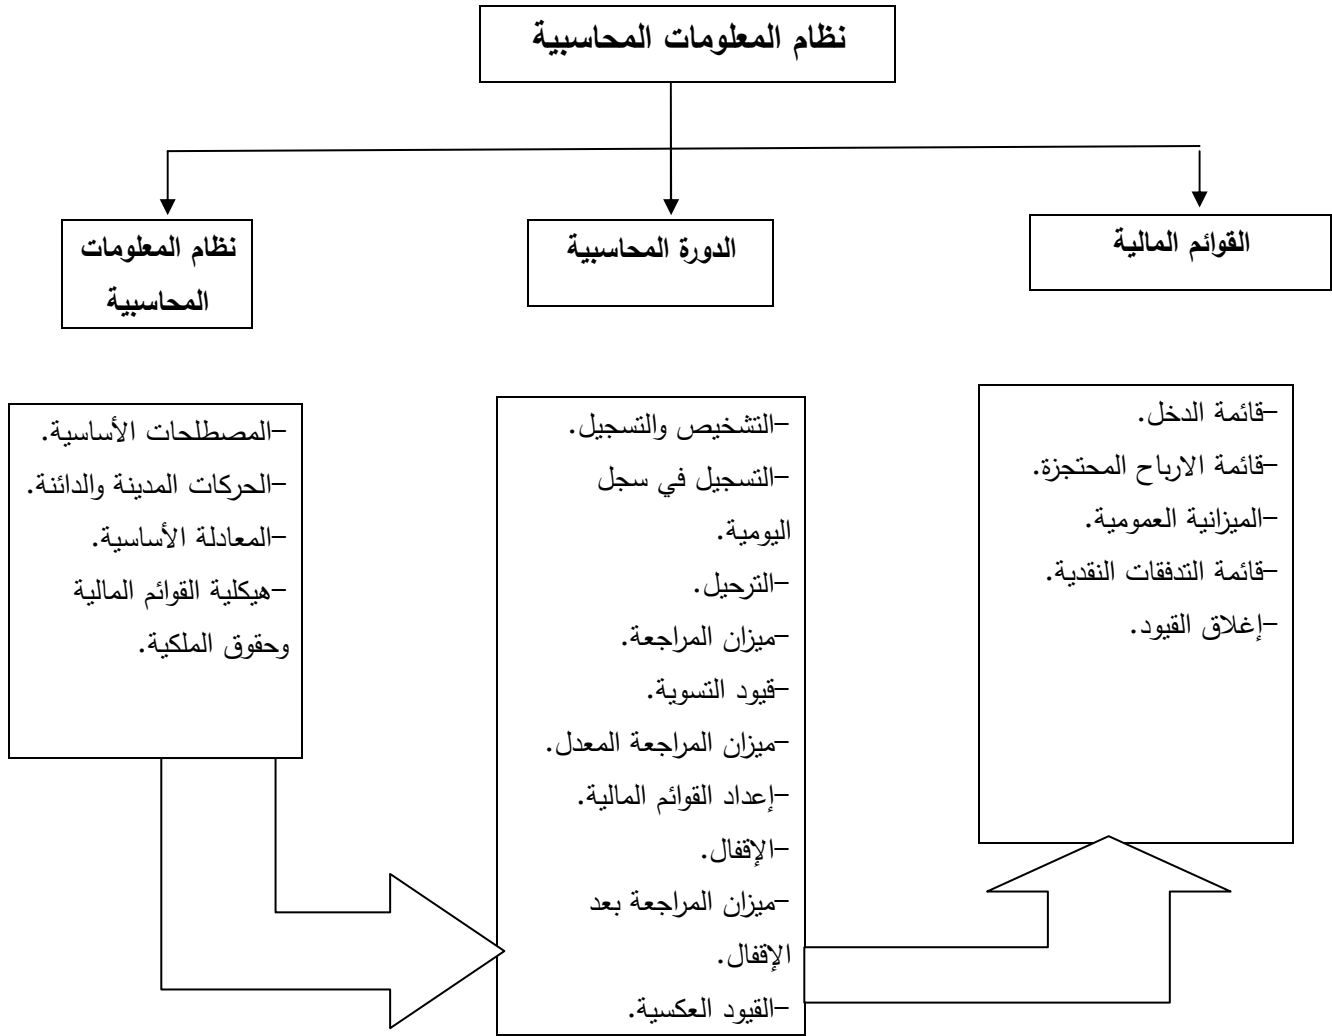 نظام المعلومات المحاسبية
القوائم المالية
الدورة المحاسبية
نظام المعلومات
المحاسبية
-قائمة الدخل.
-قائمة الارباح المحتجزة.
-الميزانية العمومية.
-قائمة التدفقات النقدية.
-إغلاق القيود.
-التشخيص والتسجيل.
-التسجيل في سجل
اليومية.
-الترحيل.
-ميزان المراجعة.
-قيود التسوية.
-ميزان المراجعة المعدل.
-إعداد القوائم المالية.
-الإقفال.
-ميزان المراجعة بعد
الإقفال.
-القيود العكسية.
-المصطلحات الأساسية.
-الحركات المدينة والدائنة.
-المعادلة الأساسية.
-هيكلية القوائم المالية
وحقوق الملكية.